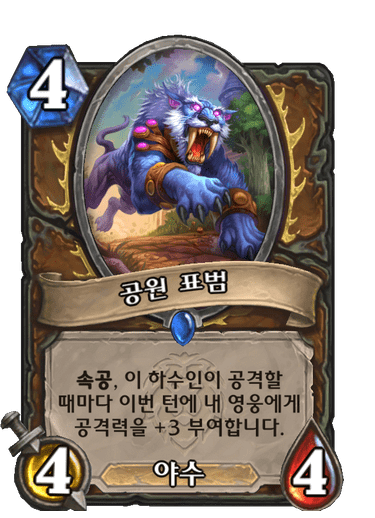 4
공원 표범
속공, 이 하수인이 공격할
때마다 이번 턴에 내 영웅에게
공격력을 +3 부여합니다.
4
야수
4